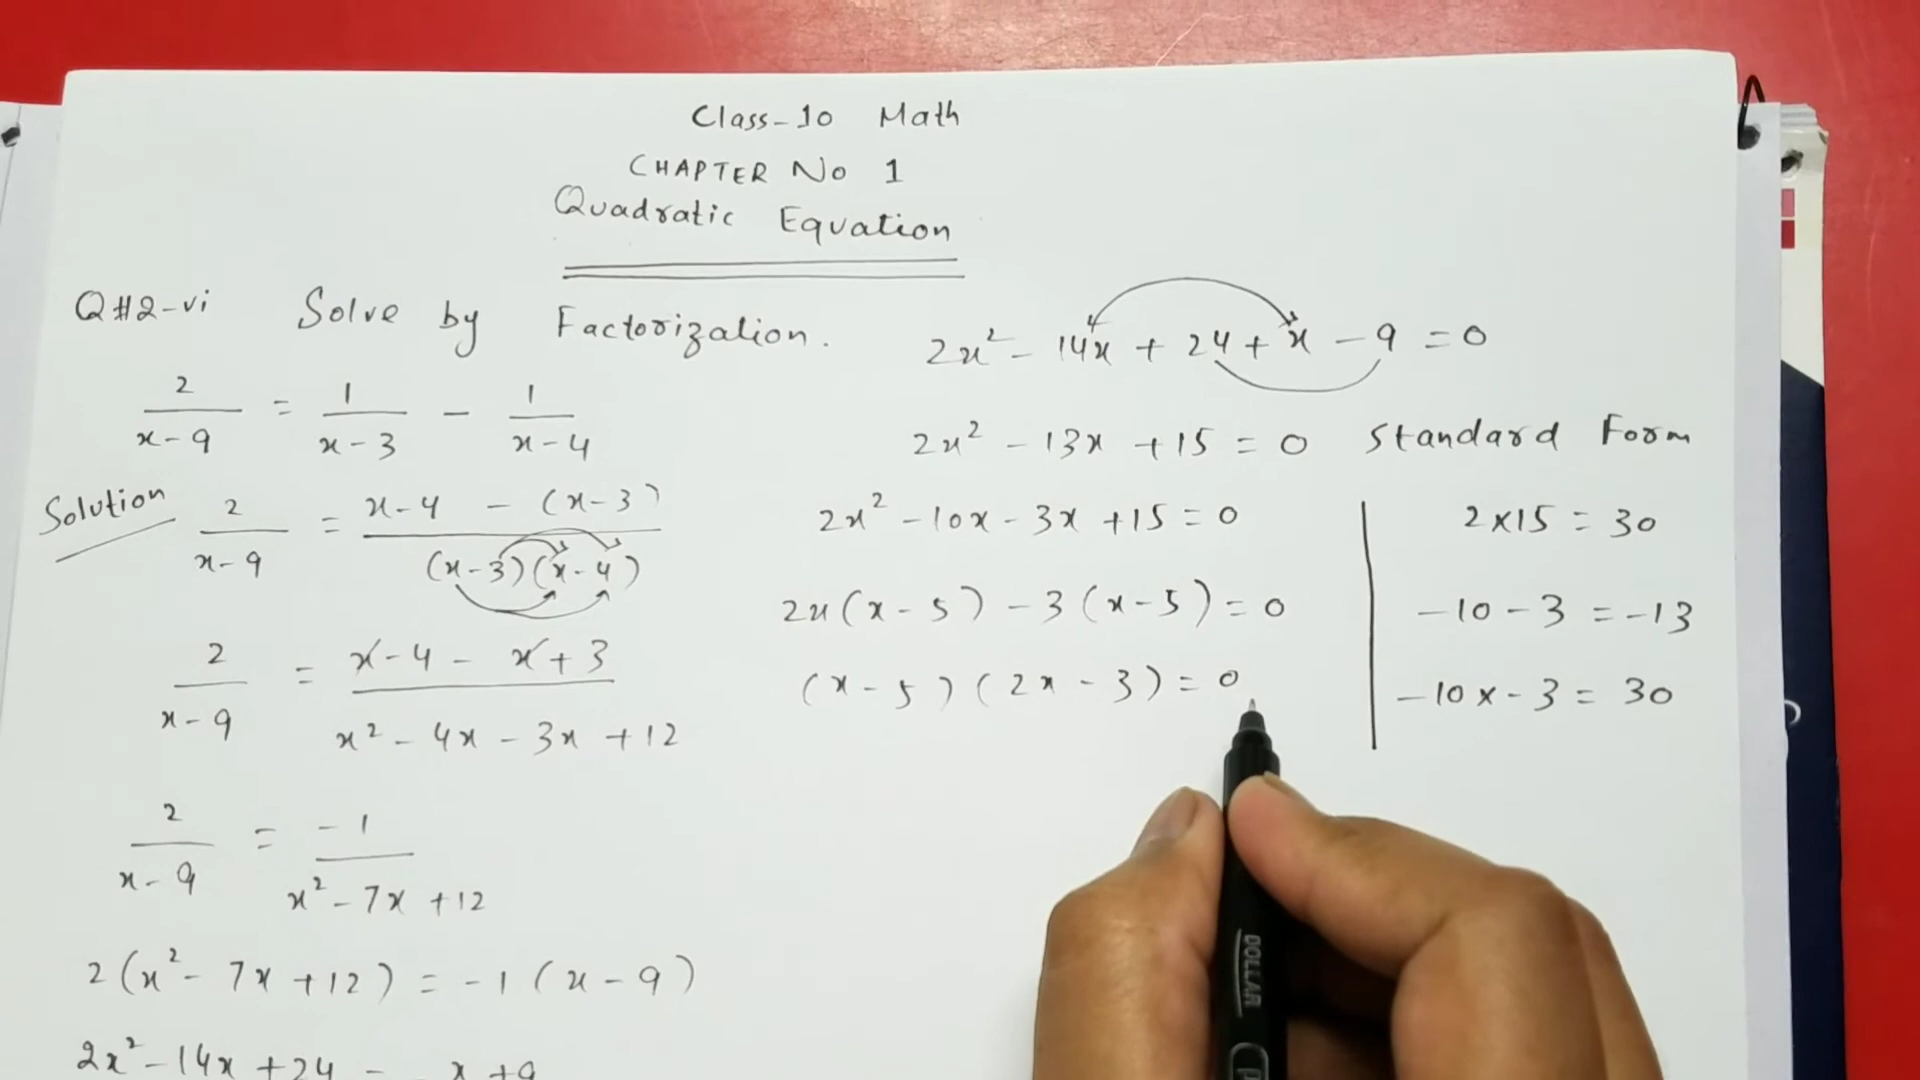 Class-10 Math
CHAPTER No 1
Quadratic Equation
Q#2-vi Solve by Factorization.
2/(x-9) = 1/(x-3) - 1/(x-4)
Solution 2/(x-9) = (x-4 - (x-3))/((x-3)(x-4))
2/(x-9) = (x-4 - x+3)/(x² - 4x - 3x + 12)
2/(x-9) = -1/(x² - 7x + 12)
2(x² - 7x + 12) = -1(x - 9)
2x² - 14x + 24 = - x + 9
2x² - 14x + 24 + x - 9 = 0
2x² - 13x + 15 = 0 Standard Form
2x² - 10x - 3x + 15 = 0
2x(x - 5) - 3(x - 5) = 0
(x - 5)(2x - 3) = 0
2×15 = 30
-10 - 3 = -13
-10 x - 3 = 30
DOLLAR